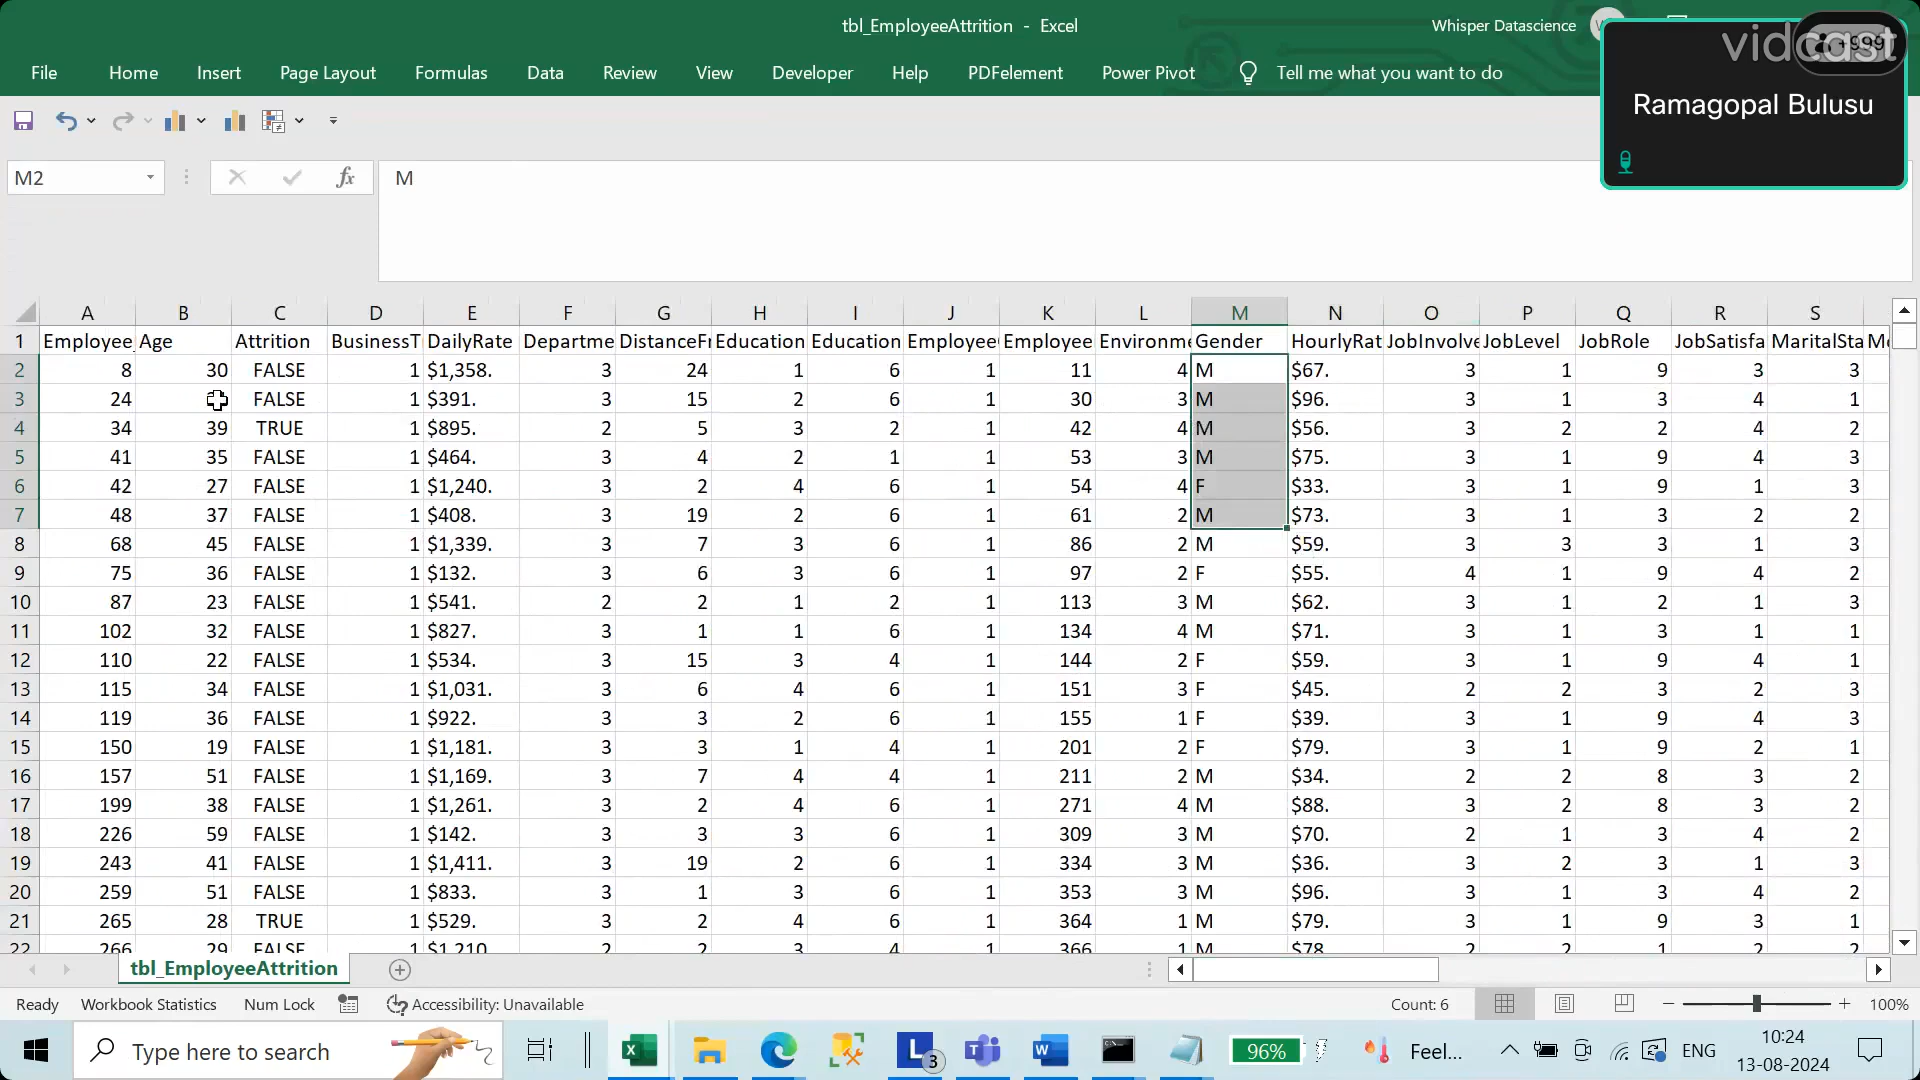 tbl_EmployeeAttrition - Excel
Whisper Datascience
vidcast
+999
Ramagopal Bulusu
File Home Insert Page Layout Formulas Data Review View Developer Help PDFelement Power Pivot Tell me what you want to do
M2 fx M
A B C D E F G H I J K L M N O P Q R S
1 Employee_ Age Attrition BusinessT DailyRate Departme DistanceFr Education Education Employee Employee Environme Gender HourlyRat JobInvolve JobLevel JobRole JobSatisfa MaritalSta Mo
2 8 30 FALSE 1 $1,358. 3 24 1 6 1 11 4 M $67. 3 1 9 3 3
3 24 FALSE 1 $391. 3 15 2 6 1 30 3 M $96. 3 1 3 4 1
4 34 39 TRUE 1 $895. 2 5 3 2 1 42 4 M $56. 3 2 2 4 2
5 41 35 FALSE 1 $464. 3 4 2 1 1 53 3 M $75. 3 1 9 4 3
6 42 27 FALSE 1 $1,240. 3 2 4 6 1 54 4 F $33. 3 1 9 1 3
7 48 37 FALSE 1 $408. 3 19 2 6 1 61 2 M $73. 3 1 3 2 2
8 68 45 FALSE 1 $1,339. 3 7 3 6 1 86 2 M $59. 3 3 3 1 3
9 75 36 FALSE 1 $132. 3 6 3 6 1 97 2 F $55. 4 1 9 4 2
10 87 23 FALSE 1 $541. 2 2 1 2 1 113 3 M $62. 3 1 2 1 3
11 102 32 FALSE 1 $827. 3 1 1 6 1 134 4 M $71. 3 1 3 1 1
12 110 22 FALSE 1 $534. 3 15 3 4 1 144 2 F $59. 3 1 9 4 1
13 115 34 FALSE 1 $1,031. 3 6 4 6 1 151 3 F $45. 2 2 3 2 3
14 119 36 FALSE 1 $922. 3 3 2 6 1 155 1 F $39. 3 1 9 4 3
15 150 19 FALSE 1 $1,181. 3 3 1 4 1 201 2 F $79. 3 1 9 2 1
16 157 51 FALSE 1 $1,169. 3 7 4 4 1 211 2 M $34. 2 2 8 3 2
17 199 38 FALSE 1 $1,261. 3 2 4 6 1 271 4 M $88. 3 2 8 3 2
18 226 59 FALSE 1 $142. 3 3 3 6 1 309 3 M $70. 2 1 3 4 2
19 243 41 FALSE 1 $1,411. 3 19 2 6 1 334 3 M $36. 3 2 3 1 3
20 259 51 FALSE 1 $833. 3 1 3 6 1 353 3 M $96. 3 1 3 4 2
21 265 28 TRUE 1 $529. 3 2 4 6 1 364 1 M $79. 3 1 9 3 1
22 266 29 FALSE 1 $1,210 2 2 3 4 1 366 1 M $78 2 2 1 2 2
tbl_EmployeeAttrition
Ready Workbook Statistics Num Lock Accessibility: Unavailable Count: 6 100%
Type here to search 3 96% Feel... ENG 10:24
13-08-2024